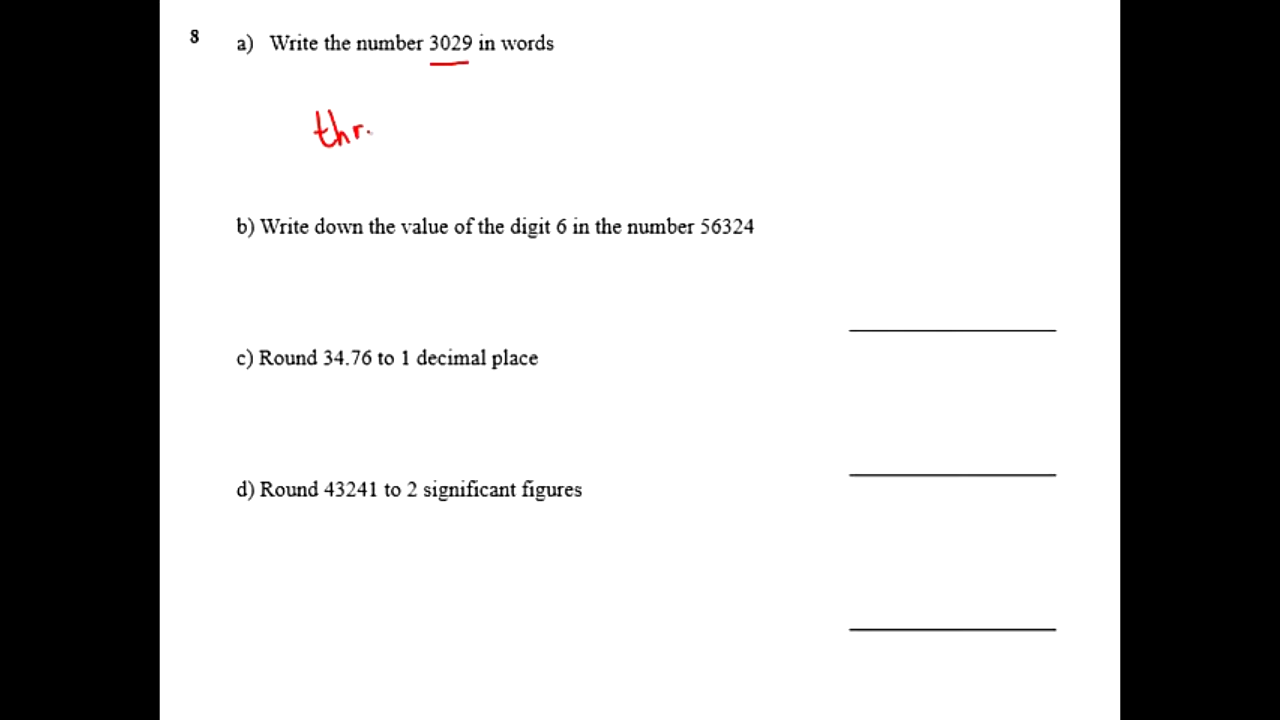 8 a) Write the number 3029 in words
thr
b) Write down the value of the digit 6 in the number 56324
c) Round 34.76 to 1 decimal place
d) Round 43241 to 2 significant figures